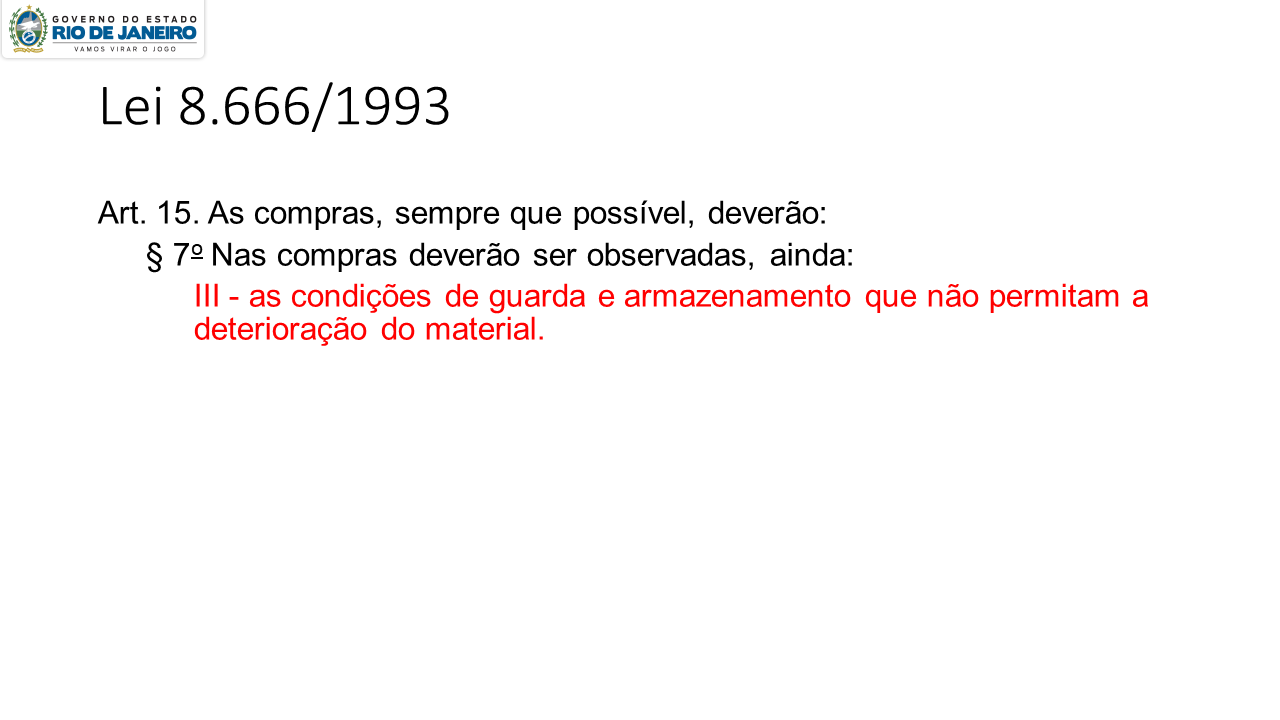 GOVERNO DO ESTADO
RIO DE JANEIRO
VAMOS VIRAR O JOGO
Lei 8.666/1993
Art. 15. As compras, sempre que possível, deverão:
§ 7º Nas compras deverão ser observadas, ainda:
III - as condições de guarda e armazenamento que não permitam a
deterioração do material.